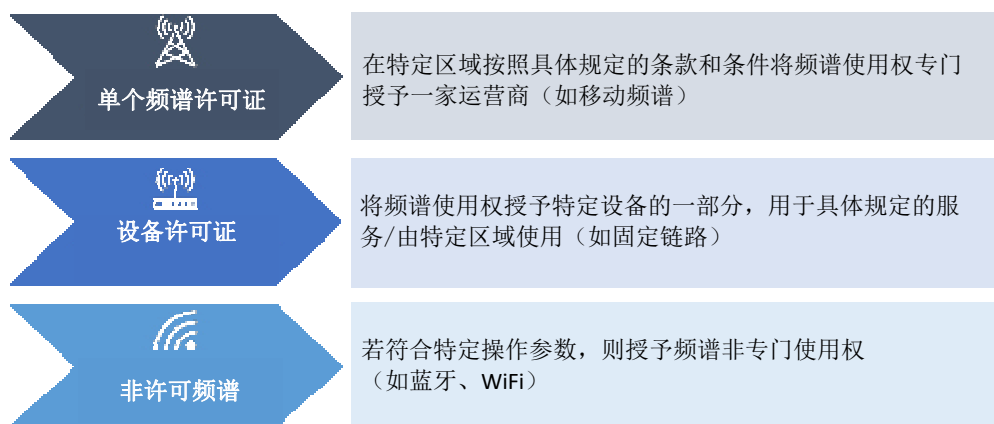 单个频谱许可证
在特定区域按照具体规定的条款和条件将频谱使用权专门
授予一家运营商（如移动频谱）
设备许可证
将频谱使用权授予特定设备的一部分，用于具体规定的服
务/由特定区域使用（如固定链路）
非许可频谱
若符合特定操作参数，则授予频谱非专门使用权
（如蓝牙、WiFi）